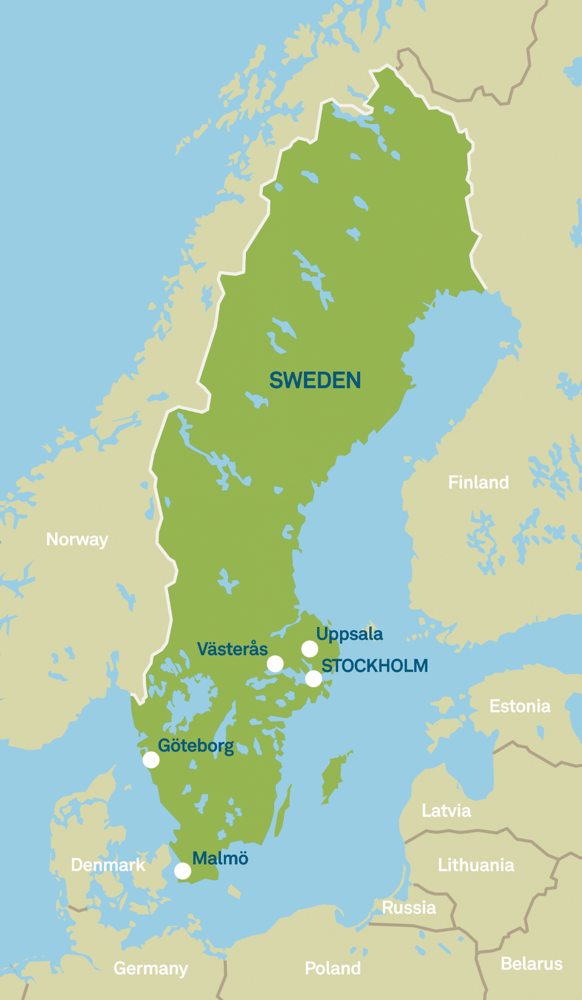 SWEDEN
Finland
Norway
Uppsala
Västerås
STOCKHOLM
Estonia
Göteborg
Latvia
Malmö
Denmark
Lithuania
Russia
Belarus
Germany
Poland